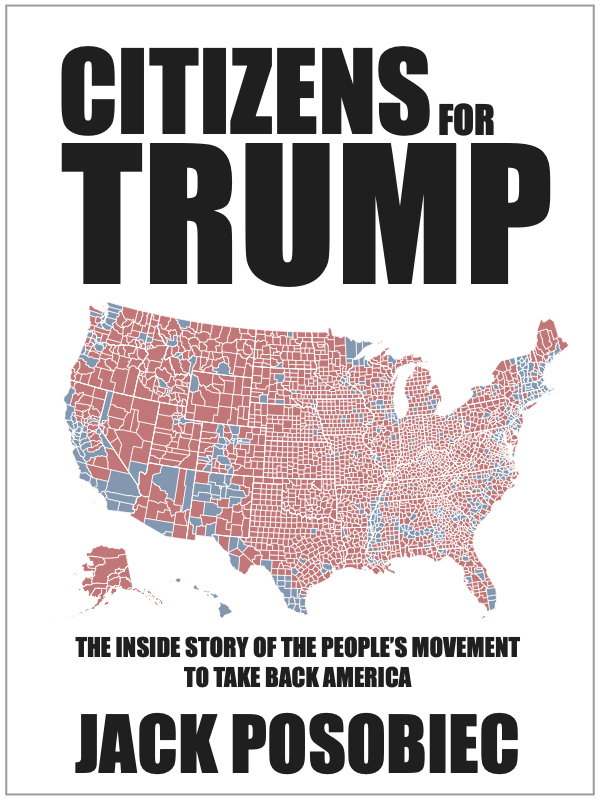 CITIZENS FOR
TRUMP
THE INSIDE STORY OF THE PEOPLE'S MOVEMENT
TO TAKE BACK AMERICA
JACK POSOBIEC